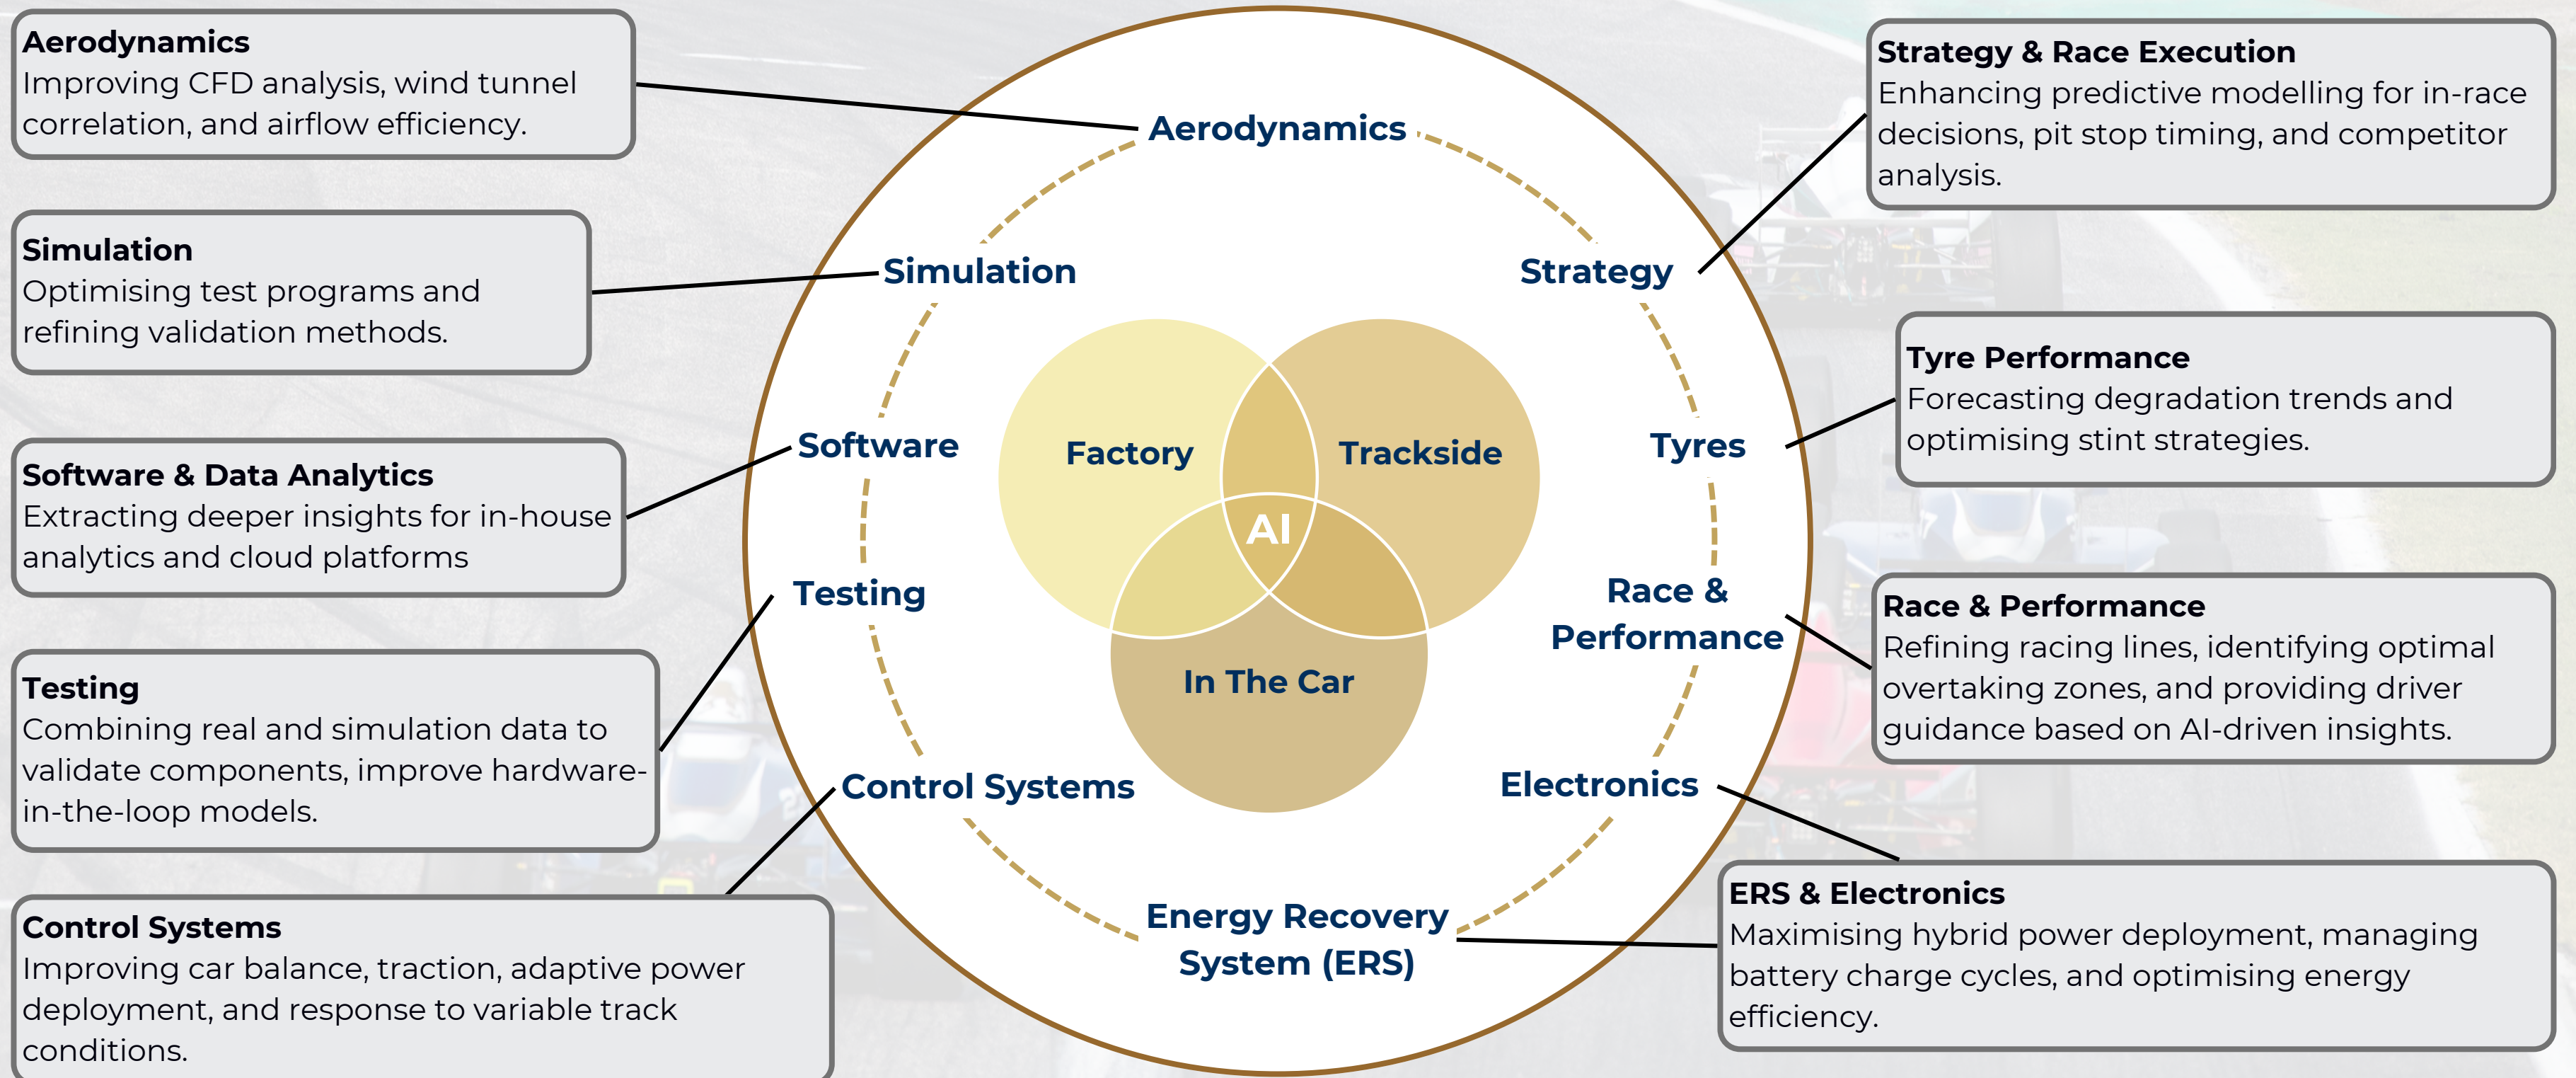 Aerodynamics
Improving CFD analysis, wind tunnel
correlation, and airflow efficiency.
Simulation
Optimising test programs and
refining validation methods.
Software & Data Analytics
Extracting deeper insights for in-house
analytics and cloud platforms
Testing
Combining real and simulation data to
validate components, improve hardware-
in-the-loop models.
Control Systems
Improving car balance, traction, adaptive power
deployment, and response to variable track
conditions.
Aerodynamics
Simulation
Strategy
Software
Factory
Trackside
Tyres
AI
Testing
Race &
Performance
In The Car
Control Systems
Electronics
Energy Recovery
System (ERS)
Strategy & Race Execution
Enhancing predictive modelling for in-race
decisions, pit stop timing, and competitor
analysis.
Tyre Performance
Forecasting degradation trends and
optimising stint strategies.
Race & Performance
Refining racing lines, identifying optimal
overtaking zones, and providing driver
guidance based on AI-driven insights.
ERS & Electronics
Maximising hybrid power deployment, managing
battery charge cycles, and optimising energy
efficiency.